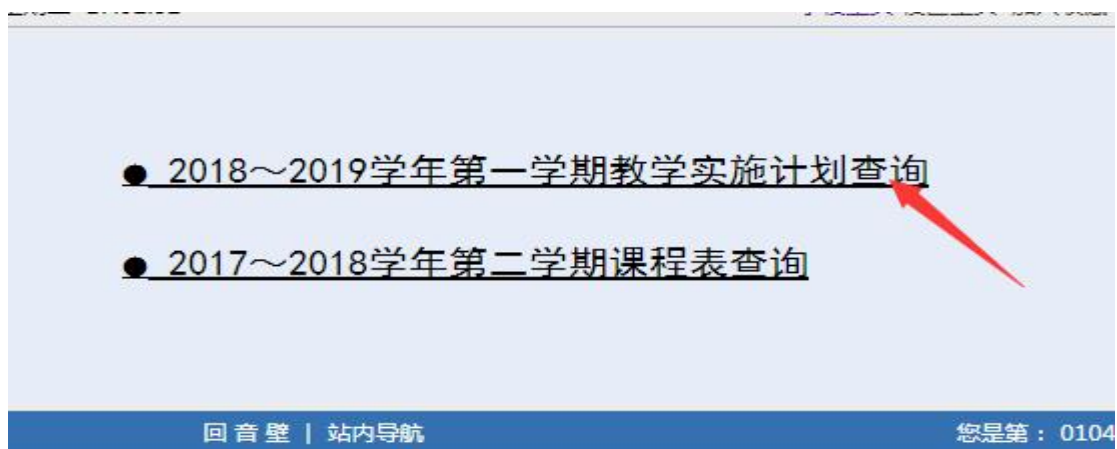 ● 2018～2019学年第一学期教学实施计划查询
● 2017～2018学年第二学期课程表查询
回 音 壁 | 站内导航
您是第： 0104